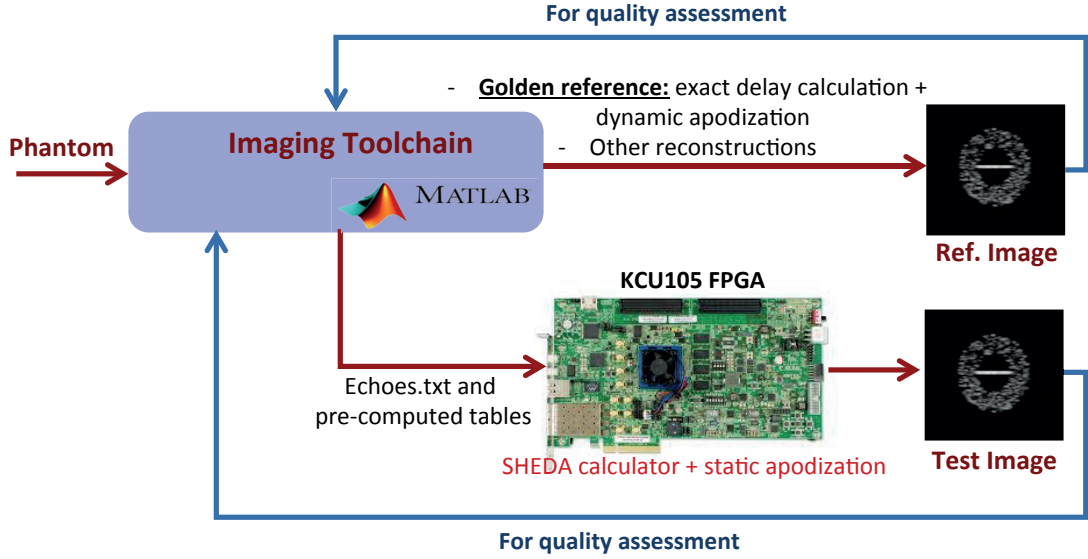 For quality assessment
- Golden reference: exact delay calculation +
dynamic apodization
- Other reconstructions
Phantom
Imaging Toolchain
MATLAB
Ref. Image
KCU105 FPGA
Echoes.txt and
pre-computed tables
SHEDA calculator + static apodization
Test Image
For quality assessment